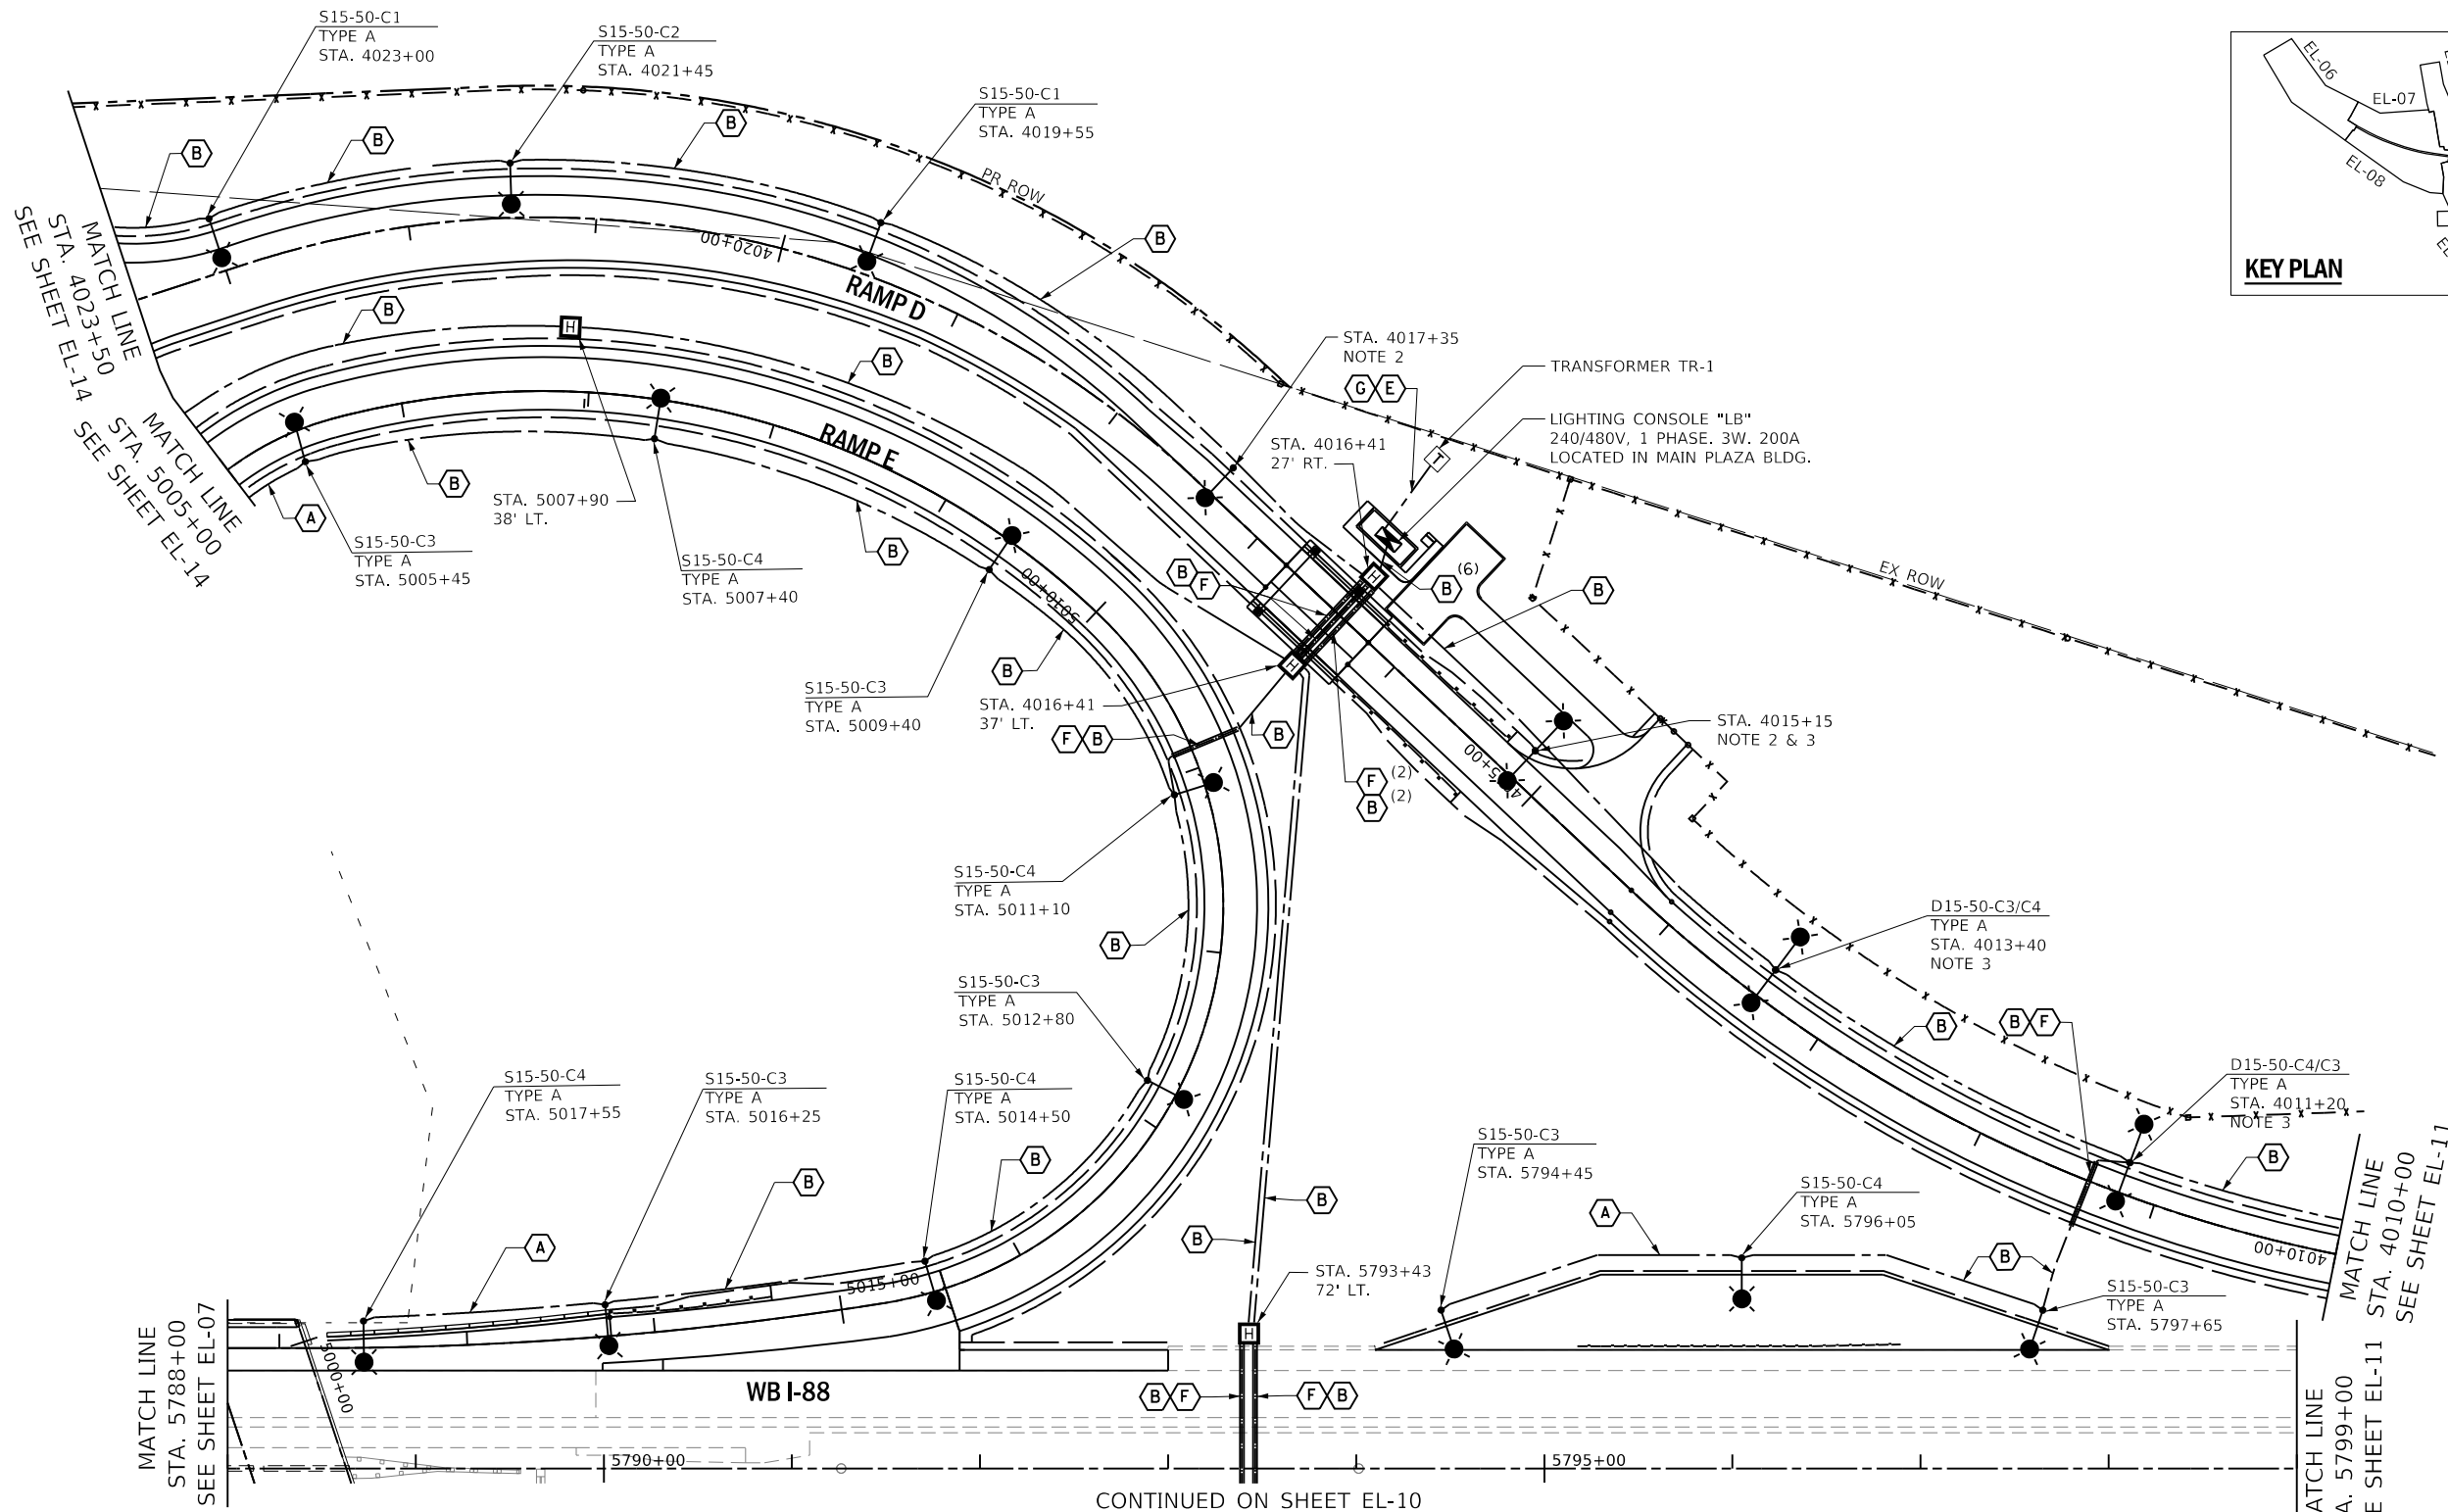 S15-50-C1
TYPE A
STA. 4023+00
S15-50-C2
TYPE A
STA. 4021+45
S15-50-C1
TYPE A
STA. 4019+55
EL-06
EL-07
EL-08
KEY PLAN
B
B
B
B
PR ROW
MATCH LINE
STA. 4023+50
SEE SHEET EL-14
4020+00
RAMP D
B
H
B
STA. 4017+35
NOTE 2
G E
TRANSFORMER TR-1
LIGHTING CONSOLE "LB"
240/480V, 1 PHASE. 3W. 200A
LOCATED IN MAIN PLAZA BLDG.
STA. 4016+41
27' RT.
T
MATCH LINE
STA. 5005+00
SEE SHEET EL-14
RAMP E
B
A
STA. 5007+90
38' LT.
S15-50-C3
TYPE A
STA. 5005+45
B
S15-50-C4
TYPE A
STA. 5007+40
5010+00
B
F
H
B
(6)
B
EX ROW
B
H
S15-50-C3
TYPE A
STA. 5009+40
STA. 4016+41
37' LT.
F B
B
F (2)
B (2)
STA. 4015+15
NOTE 2 & 3
S15-50-C4
TYPE A
STA. 5011+10
B
D15-50-C3/C4
TYPE A
STA. 4013+40
NOTE 3
S15-50-C3
TYPE A
STA. 5012+80
B F
B
D15-50-C4/C3
TYPE A
STA. 4011+20
NOTE 3
S15-50-C4
TYPE A
STA. 5017+55
S15-50-C3
TYPE A
STA. 5016+25
S15-50-C4
TYPE A
STA. 5014+50
B
B
A
S15-50-C3
TYPE A
STA. 5794+45
B
B
A
S15-50-C4
TYPE A
STA. 5796+05
B
B
4010+00
MATCH LINE
STA. 4010+00
SEE SHEET EL-11
STA. 5793+43
72' LT.
H
S15-50-C3
TYPE A
STA. 5797+65
5015+00
5000+00
MATCH LINE
STA. 5788+00
SEE SHEET EL-07
WB I-88
B F
F B
5790+00
5795+00
ATCH LINE
A. 5799+00
E SHEET EL-11
CONTINUED ON SHEET EL-10